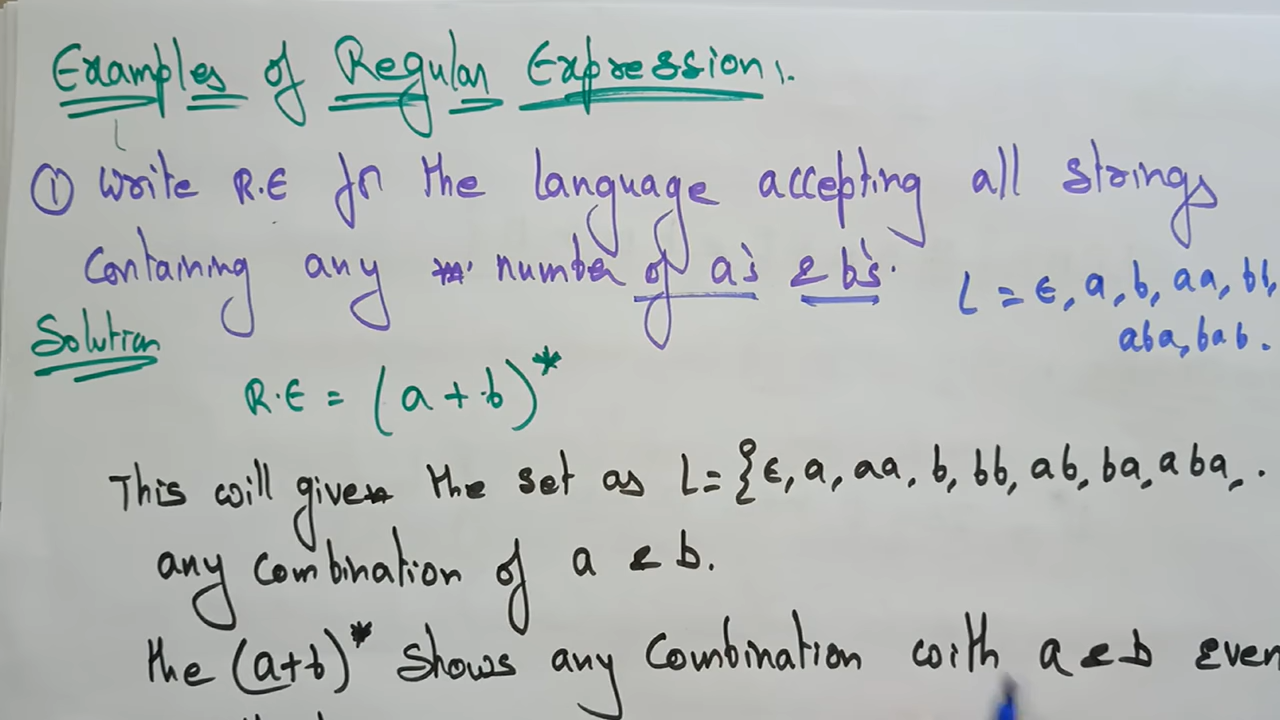 Examples of Regular Expression:.
① Write R.E for the language accepting all strings
Containing any number of a's & b's.
L = ε, a, b, aa, bb,
aba, bab.
Solution
R.E = (a+b)*
This will give the set as L={ε, a, aa, b, bb, ab, ba, aba, .
any combination of a & b.
the (a+b)* shows any combination with a & b even